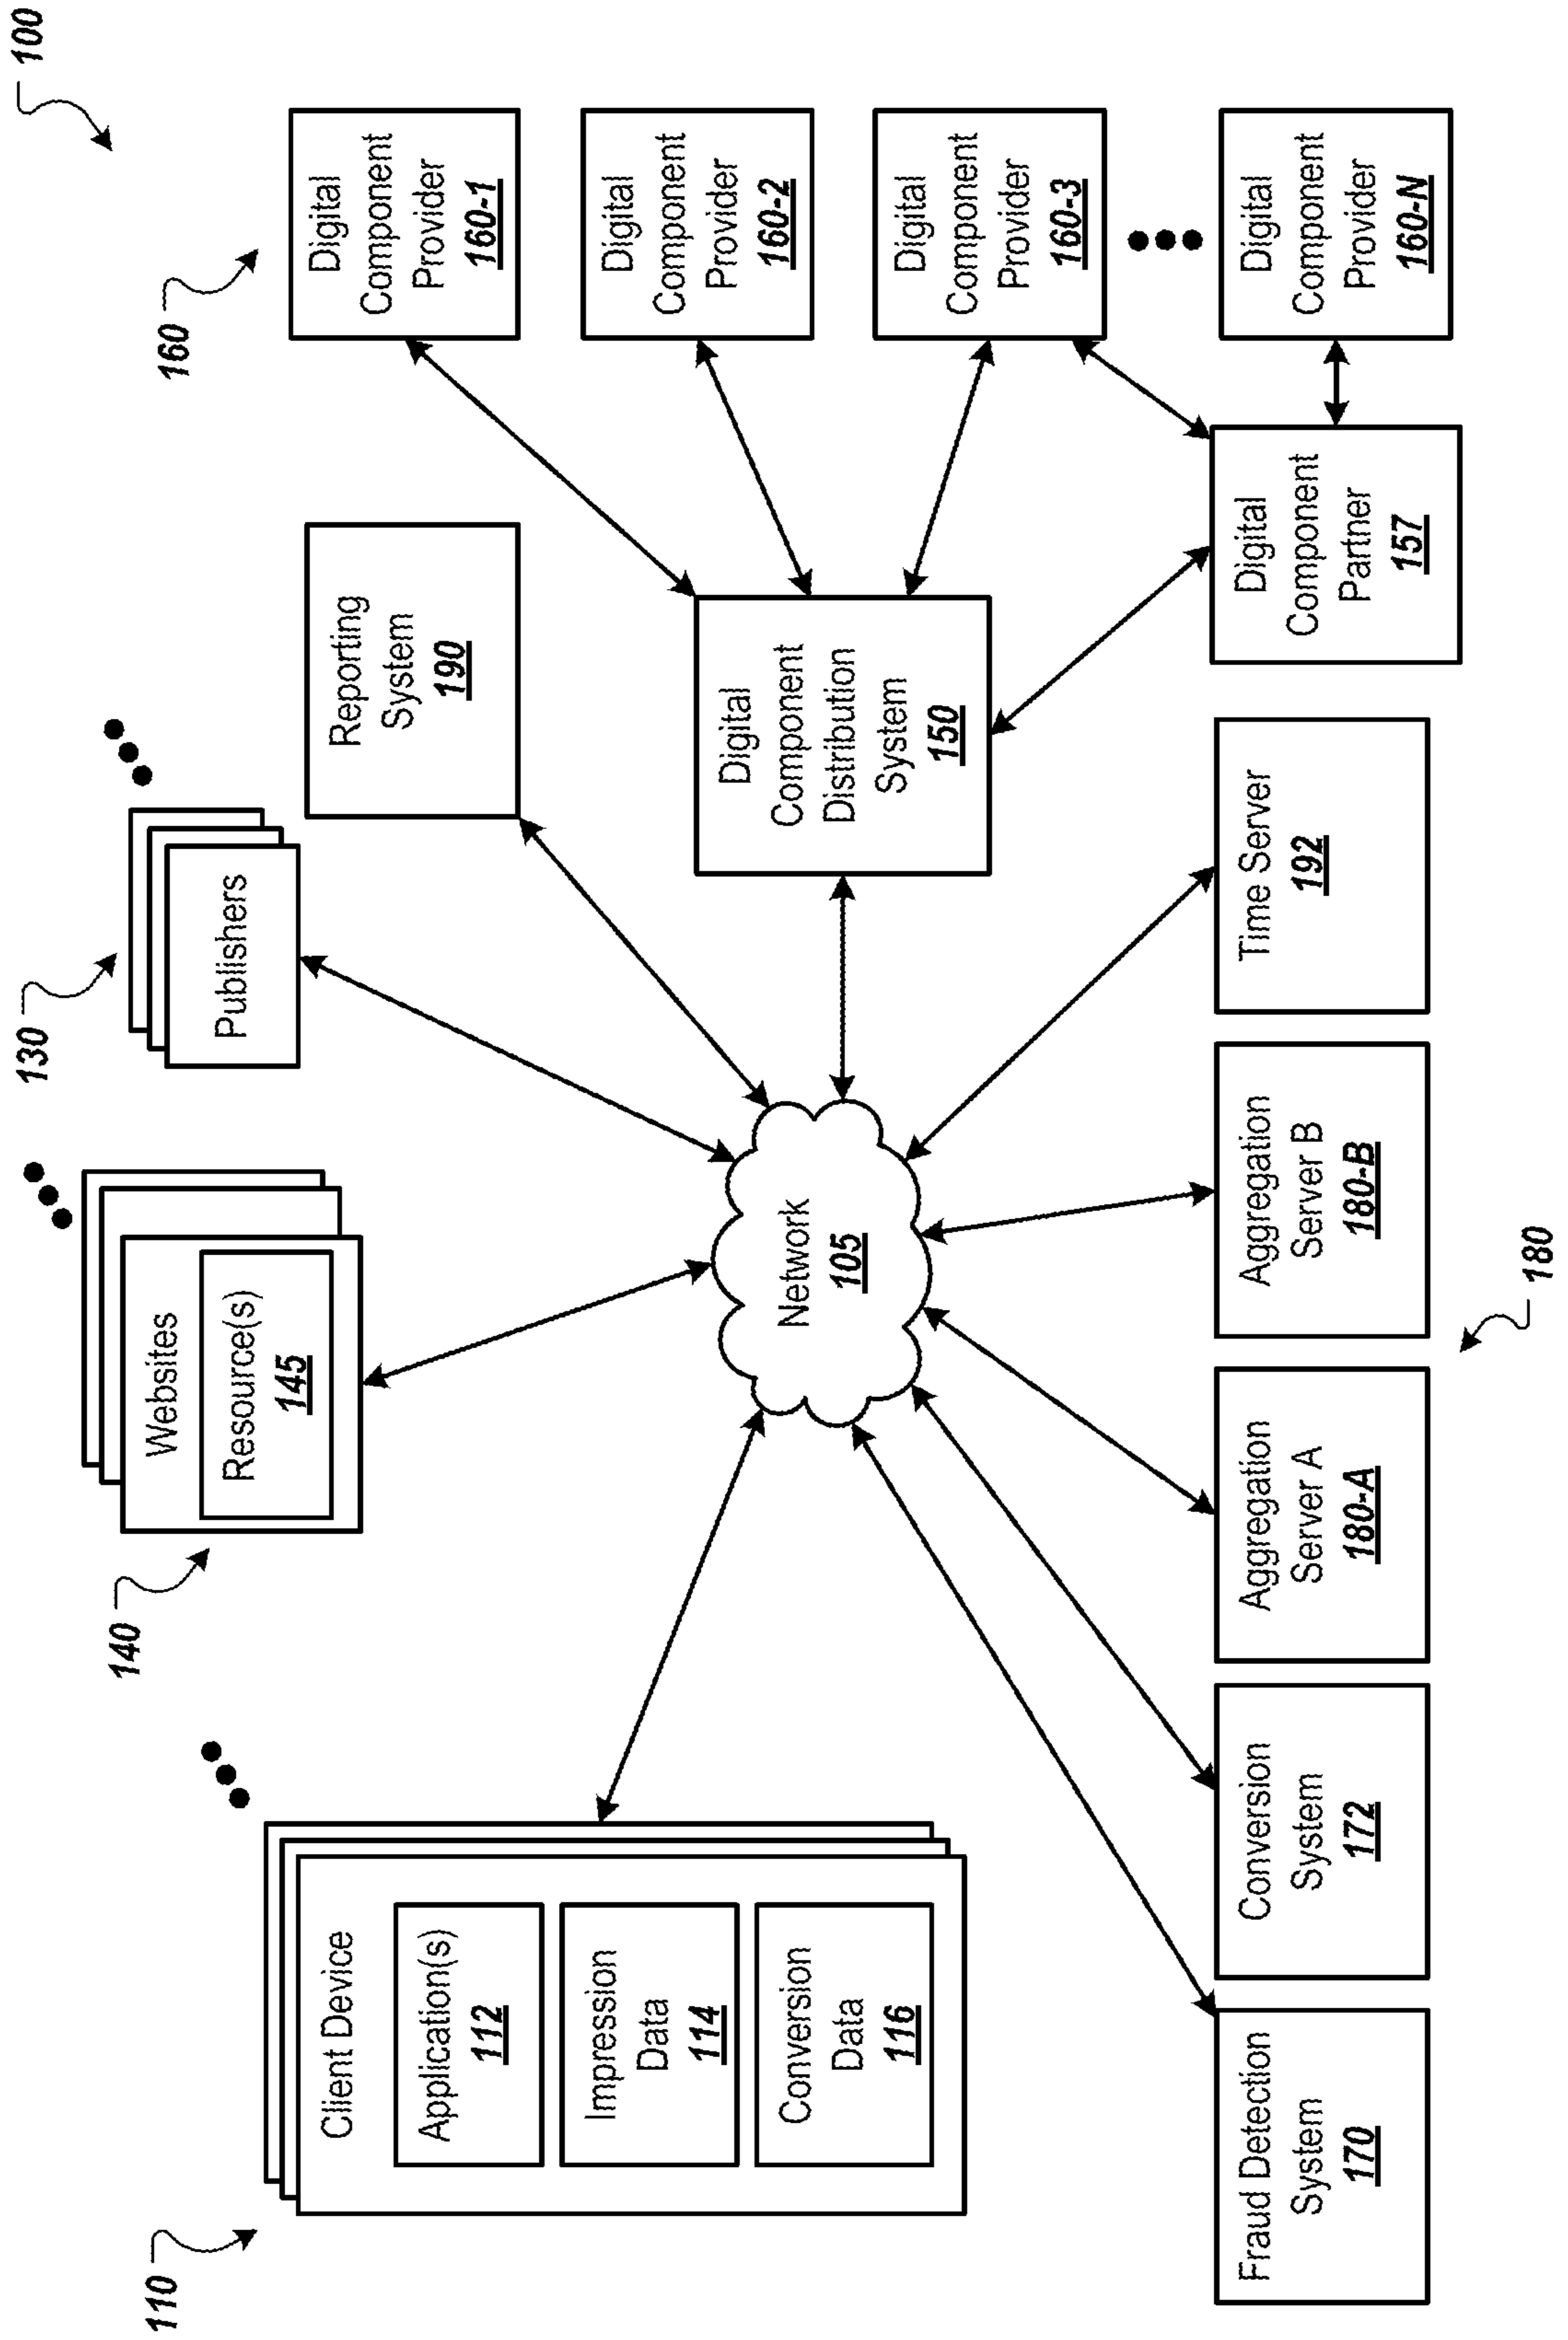 100
110
Client Device
Application(s)
112
Impression
Data
114
Conversion
Data
116
140
Websites
Resource(s)
145
130
Publishers
Reporting
System
190
160
Digital
Component
Provider
160-1
Digital
Component
Provider
160-2
Digital
Component
Provider
160-3
Digital
Component
Provider
160-N
Network
105
Digital
Component
Distribution
System
150
Digital
Component
Partner
157
Fraud Detection
System
170
Conversion
System
172
Aggregation
Server A
180-A
Aggregation
Server B
180-B
Time Server
192
180